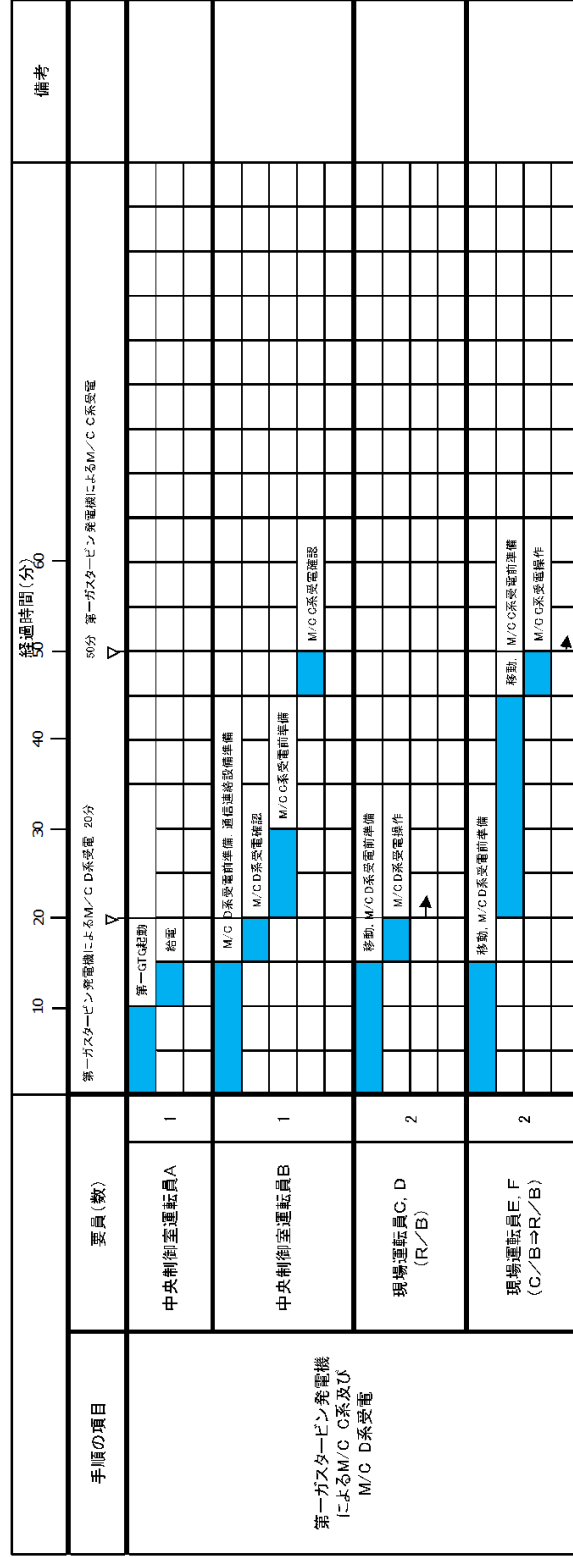 経過時間(分)
備考
10
20
30
40
50
60
手順の項目
要員(数)
第一ガスタービン発電機によるM/C D系受電 20分
50分 第一ガスタービン発電機によるM/C C系受電
第一ガスタービン発電機
によるM/C C系及び
M/C D系受電
中央制御室運転員A
1
第一GTG起動
給電
中央制御室運転員B
1
M/C D系受電前準備, 通信連絡設備準備
M/C D系受電確認
M/C C系受電前準備
M/C C系受電確認
現場運転員C, D
(R/B)
2
移動, M/C D系受電前準備
M/C D系受電操作
現場運転員E, F
(C/B⇒R/B)
2
移動, M/C D系受電前準備
移動, M/C C系受電前準備
M/C C系受電操作